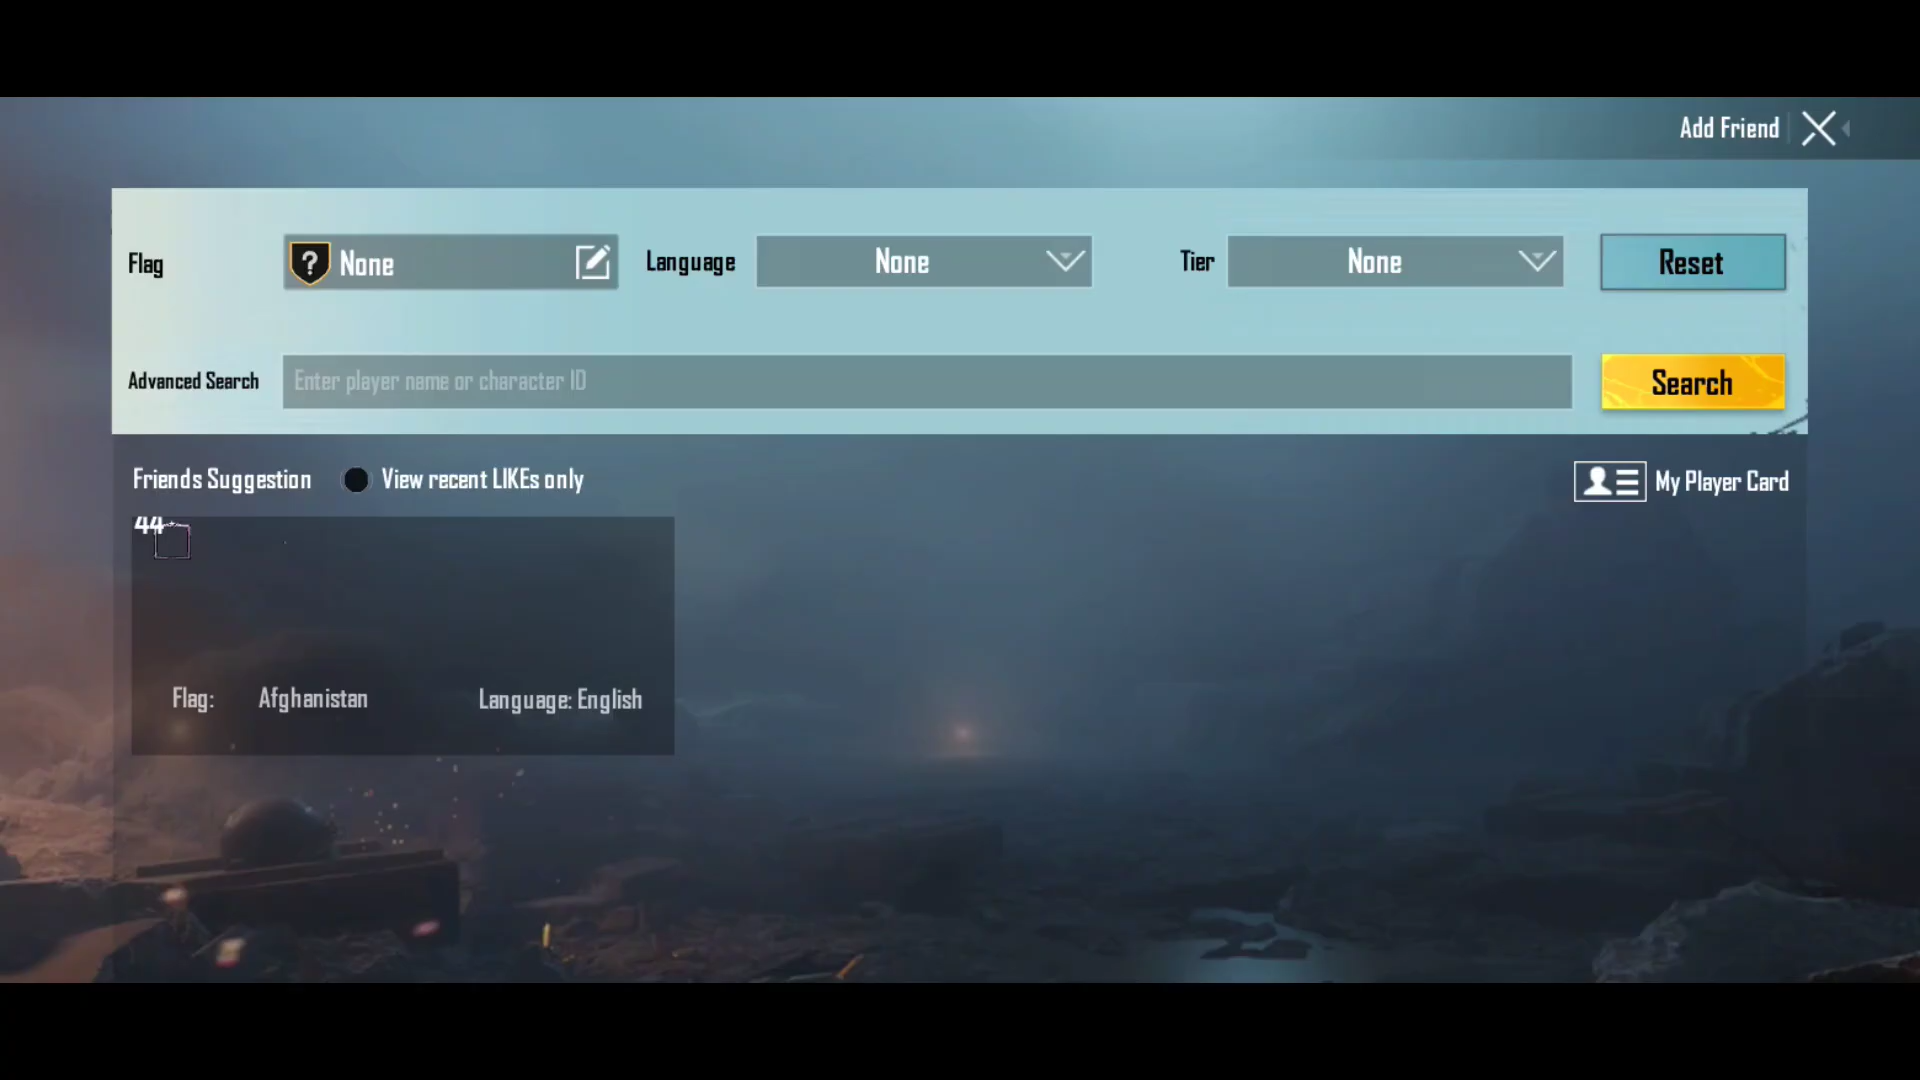 Add Friend
Flag
? None
Language
None
Tier
None
Reset
Advanced Search
Enter player name or character ID
Search
Friends Suggestion
View recent LIKEs only
My Player Card
44
Flag: Afghanistan
Language: English